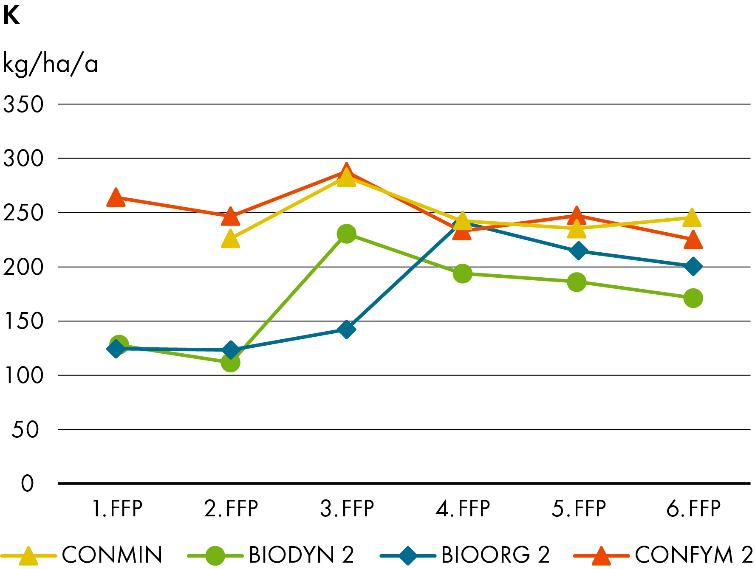 K
kg/ha/a
350
300
250
200
150
100
50
0
1.FFP 2.FFP 3.FFP 4.FFP 5.FFP 6.FFP
CONMIN BIODYN 2 BIOORG 2 CONFYM 2